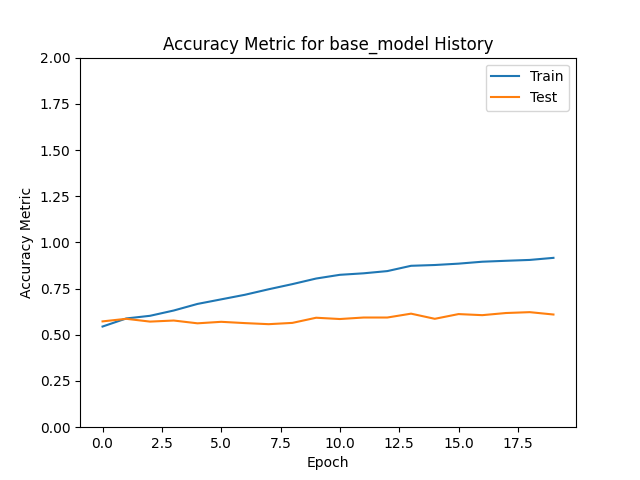 Accuracy Metric for base_model History
2.00
1.75
1.50
1.25
1.00
0.75
0.50
0.25
0.00
Accuracy Metric
Train
Test
0.0 2.5 5.0 7.5 10.0 12.5 15.0 17.5
Epoch